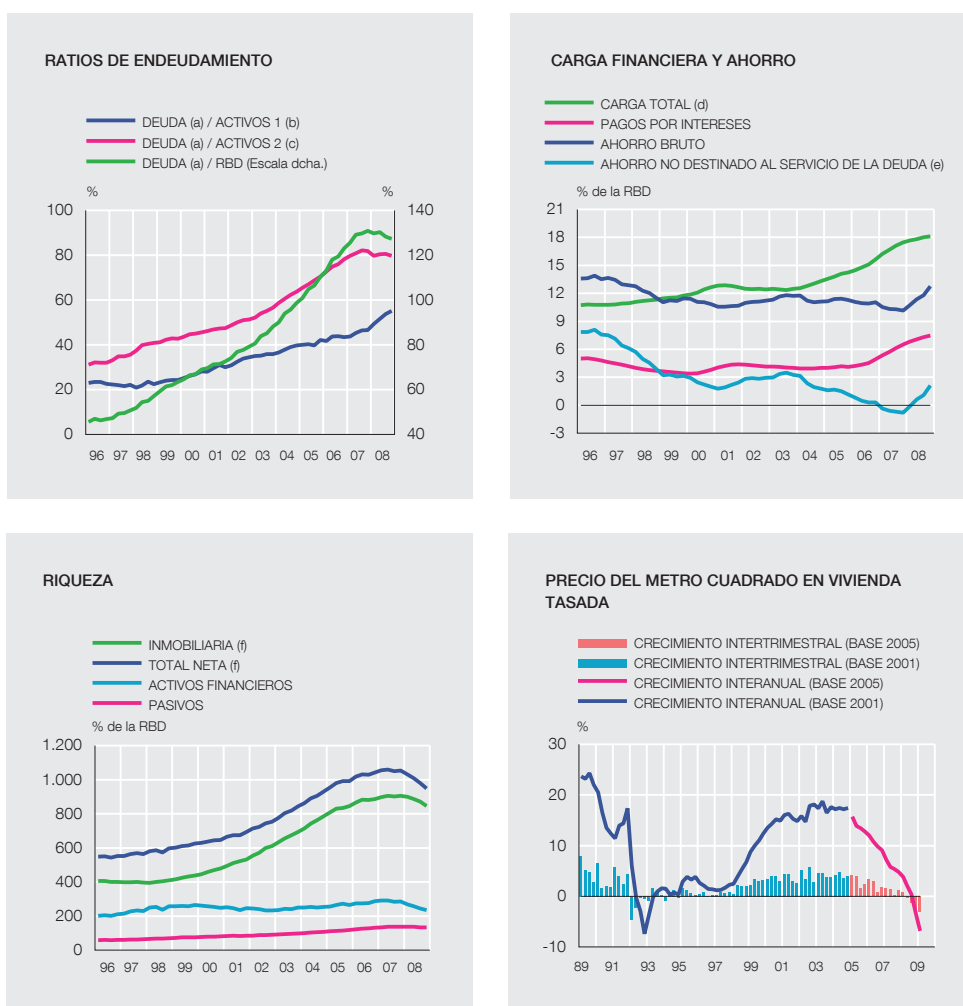 RATIOS DE ENDEUDAMIENTO
DEUDA (a) / ACTIVOS 1 (b)
DEUDA (a) / ACTIVOS 2 (c)
DEUDA (a) / RBD (Escala dcha.)
% %
100 140
80 120
60 100
40 80
20 60
0 40
96 97 98 99 00 01 02 03 04 05 06 07 08
CARGA FINANCIERA Y AHORRO
CARGA TOTAL (d)
PAGOS POR INTERESES
AHORRO BRUTO
AHORRO NO DESTINADO AL SERVICIO DE LA DEUDA (e)
% de la RBD
21
18
15
12
9
6
3
0
-3
96 97 98 99 00 01 02 03 04 05 06 07 08
RIQUEZA
INMOBILIARIA (f)
TOTAL NETA (f)
ACTIVOS FINANCIEROS
PASIVOS
% de la RBD
1.200
1.000
800
600
400
200
0
96 97 98 99 00 01 02 03 04 05 06 07 08
PRECIO DEL METRO CUADRADO EN VIVIENDA
TASADA
CRECIMIENTO INTERTRIMESTRAL (BASE 2005)
CRECIMIENTO INTERTRIMESTRAL (BASE 2001)
CRECIMIENTO INTERANUAL (BASE 2005)
CRECIMIENTO INTERANUAL (BASE 2001)
%
30
20
10
0
-10
89 91 93 95 97 99 01 03 05 07 09